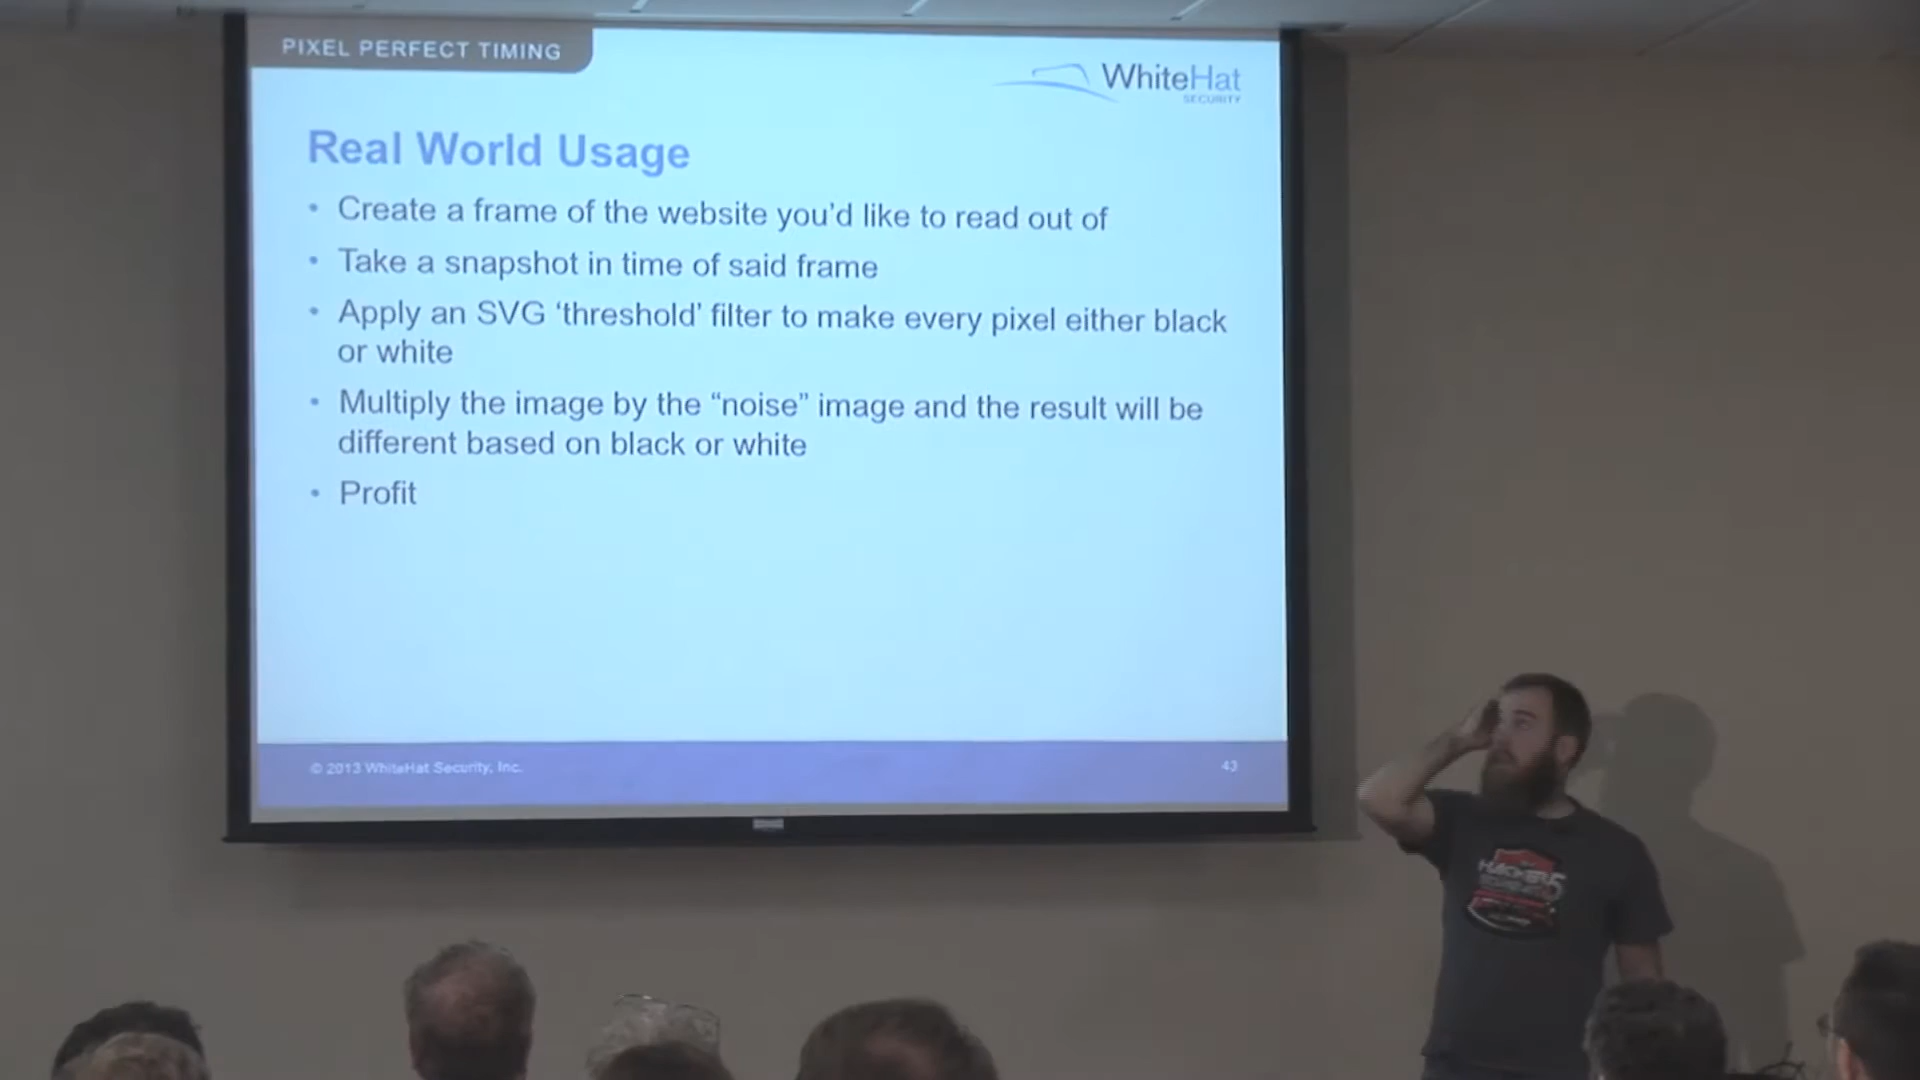 PIXEL PERFECT TIMING
WhiteHat
SECURITY
Real World Usage
• Create a frame of the website you’d like to read out of
• Take a snapshot in time of said frame
• Apply an SVG ‘threshold’ filter to make every pixel either black
or white
• Multiply the image by the “noise” image and the result will be
different based on black or white
• Profit
© 2013 WhiteHat Security, Inc.
43